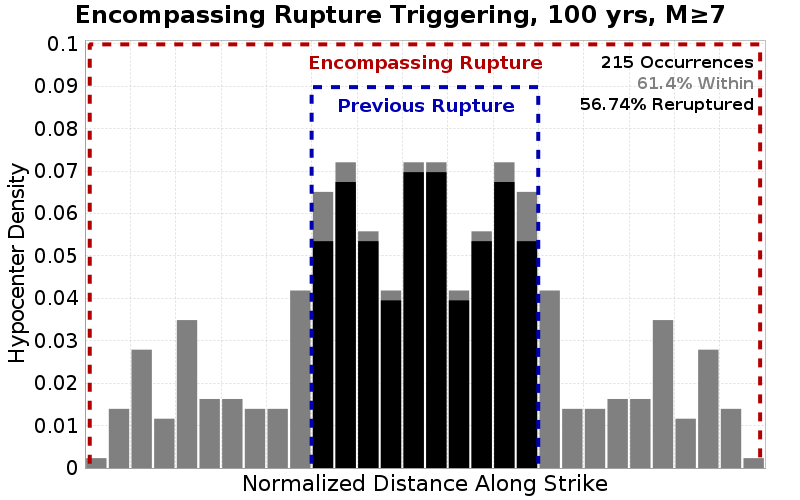 Encompassing Rupture Triggering, 100 yrs, M≥7
Encompassing Rupture
Previous Rupture
215 Occurrences
61.4% Within
56.74% Reruptured
Hypocenter Density
0.1
0.09
0.08
0.07
0.06
0.05
0.04
0.03
0.02
0.01
0
Normalized Distance Along Strike